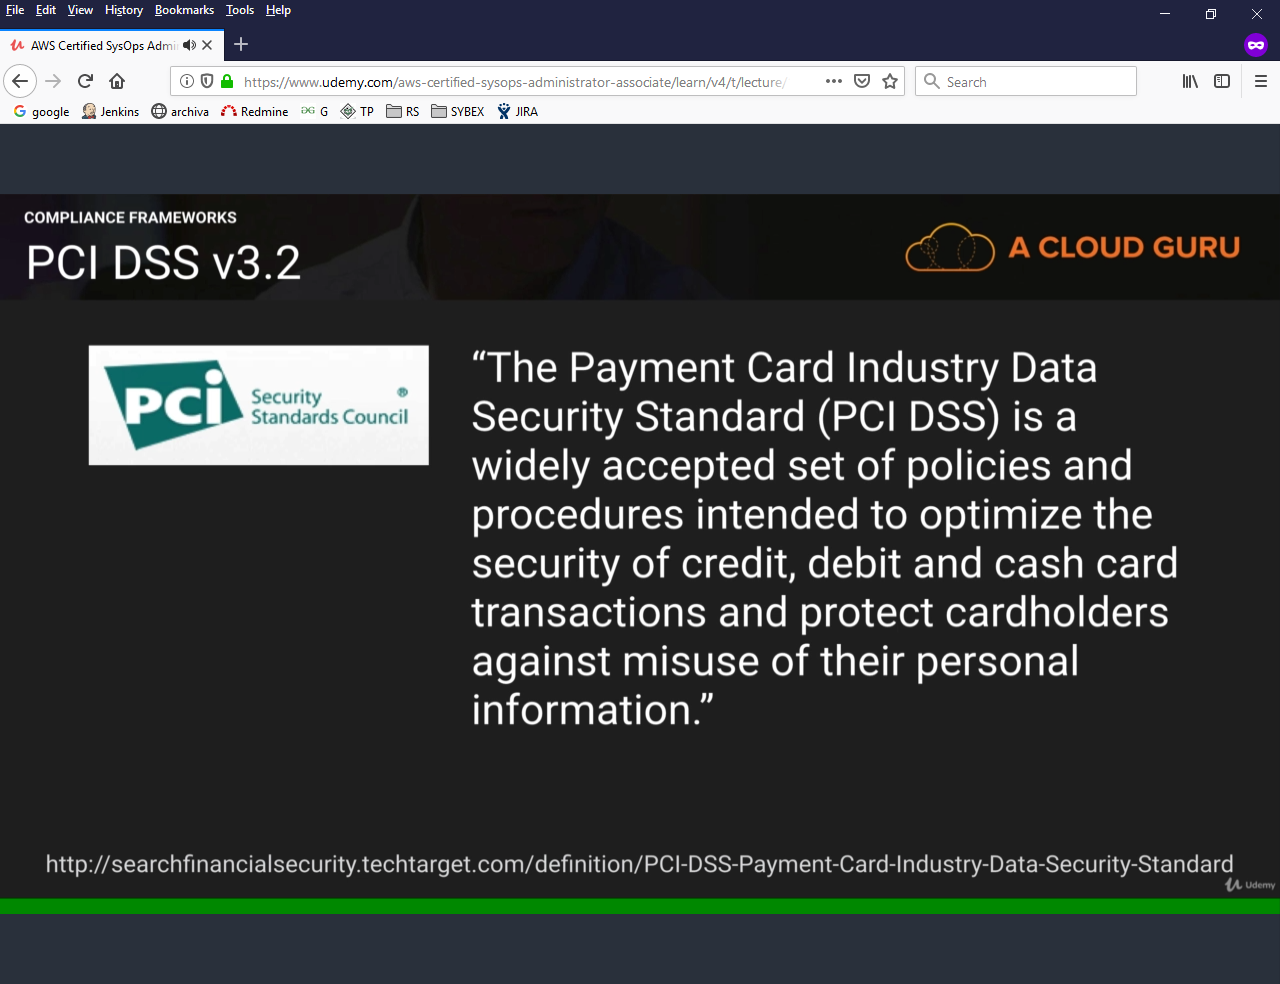 File Edit View History Bookmarks Tools Help
AWS Certified SysOps Admi
https://www.udemy.com/aws-certified-sysops-administrator-associate/learn/v4/t/lecture/
Search
google Jenkins archiva Redmine G TP RS SYBEX JIRA
COMPLIANCE FRAMEWORKS
PCI DSS v3.2
A CLOUD GURU
PCi Security
Standards Council ®
“The Payment Card Industry Data
Security Standard (PCI DSS) is a
widely accepted set of policies and
procedures intended to optimize the
security of credit, debit and cash card
transactions and protect cardholders
against misuse of their personal
information.”
http://searchfinancialsecurity.techtarget.com/definition/PCI-DSS-Payment-Card-Industry-Data-Security-Standard
Udemy